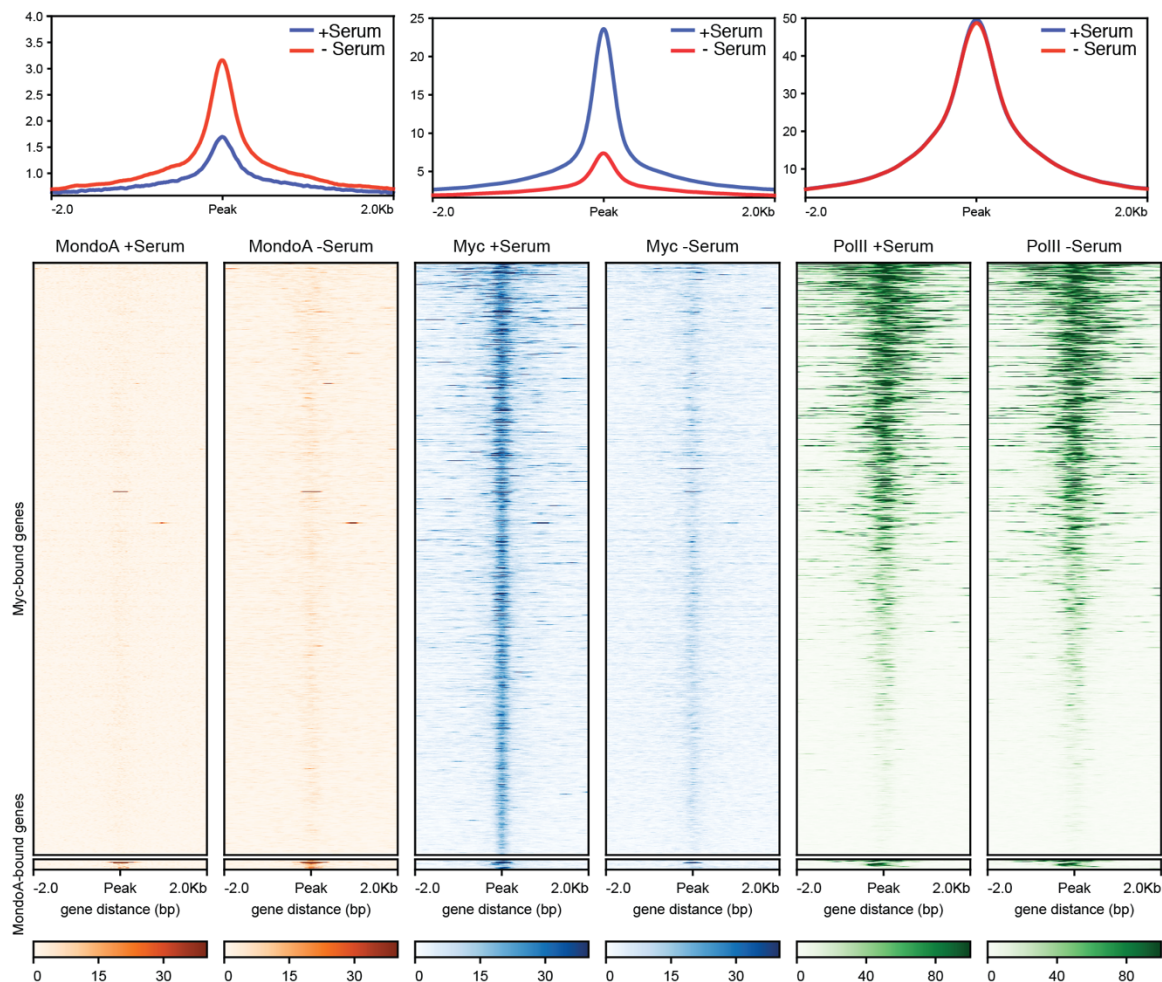 4.0
3.5
3.0
2.5
2.0
1.5
1.0
+Serum
- Serum
-2.0 Peak 2.0Kb
25
20
15
10
5
+Serum
- Serum
-2.0 Peak 2.0Kb
50
40
30
20
10
+Serum
- Serum
-2.0 Peak 2.0Kb
MondoA +Serum MondoA -Serum Myc +Serum Myc -Serum PolII +Serum PolII -Serum
Myc-bound genes
MondoA-bound genes
-2.0 Peak 2.0Kb -2.0 Peak 2.0Kb -2.0 Peak 2.0Kb -2.0 Peak 2.0Kb -2.0 Peak 2.0Kb -2.0 Peak 2.0Kb
gene distance (bp) gene distance (bp) gene distance (bp) gene distance (bp) gene distance (bp) gene distance (bp)
0 15 30 0 15 30 0 15 30 0 15 30 0 40 80 0 40 80